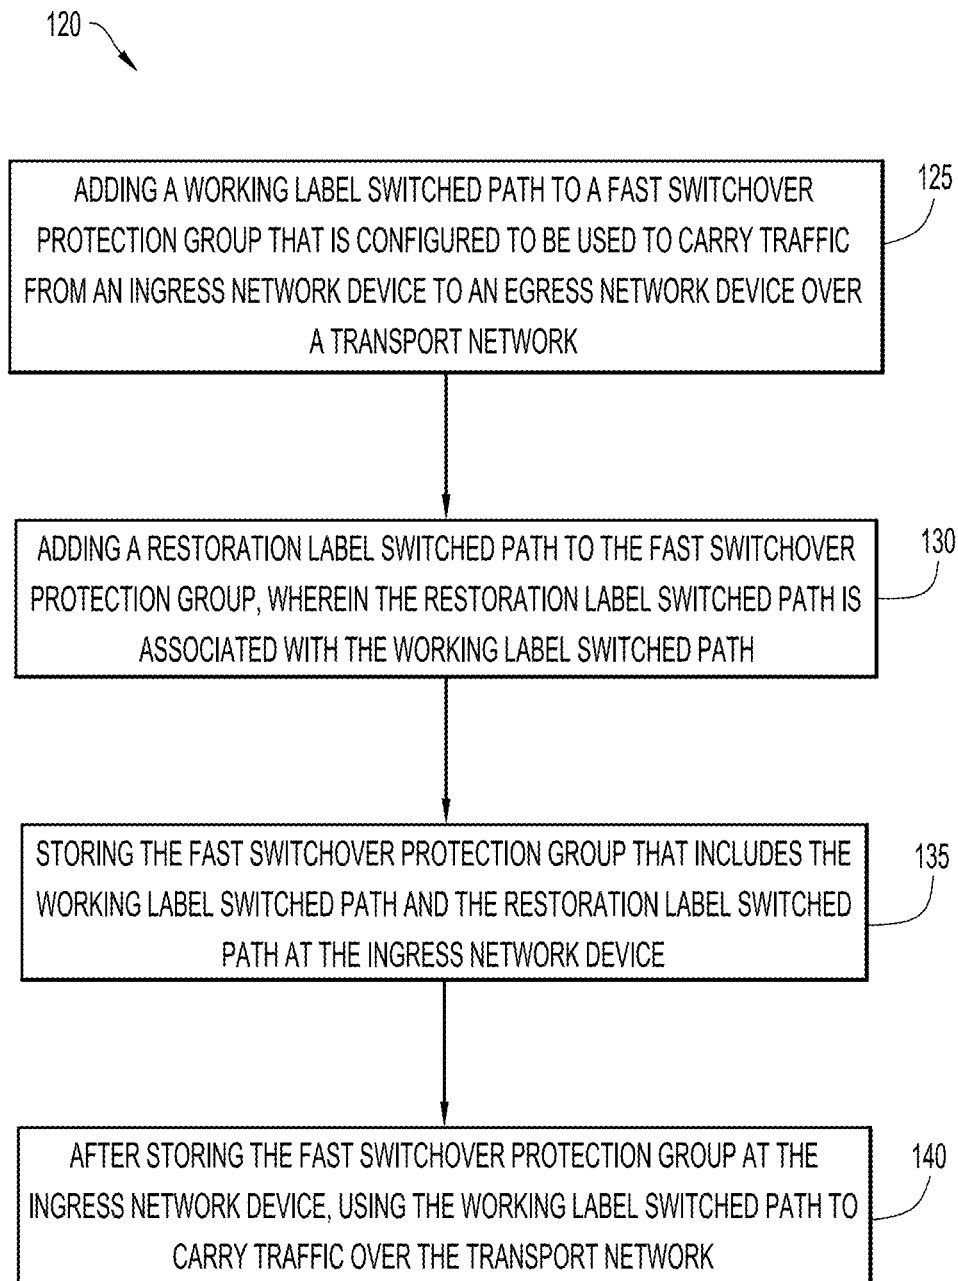 120
ADDING A WORKING LABEL SWITCHED PATH TO A FAST SWITCHOVER
PROTECTION GROUP THAT IS CONFIGURED TO BE USED TO CARRY TRAFFIC
FROM AN INGRESS NETWORK DEVICE TO AN EGRESS NETWORK DEVICE OVER
A TRANSPORT NETWORK
125
ADDING A RESTORATION LABEL SWITCHED PATH TO THE FAST SWITCHOVER
PROTECTION GROUP, WHEREIN THE RESTORATION LABEL SWITCHED PATH IS
ASSOCIATED WITH THE WORKING LABEL SWITCHED PATH
130
STORING THE FAST SWITCHOVER PROTECTION GROUP THAT INCLUDES THE
WORKING LABEL SWITCHED PATH AND THE RESTORATION LABEL SWITCHED
PATH AT THE INGRESS NETWORK DEVICE
135
AFTER STORING THE FAST SWITCHOVER PROTECTION GROUP AT THE
INGRESS NETWORK DEVICE, USING THE WORKING LABEL SWITCHED PATH TO
CARRY TRAFFIC OVER THE TRANSPORT NETWORK
140